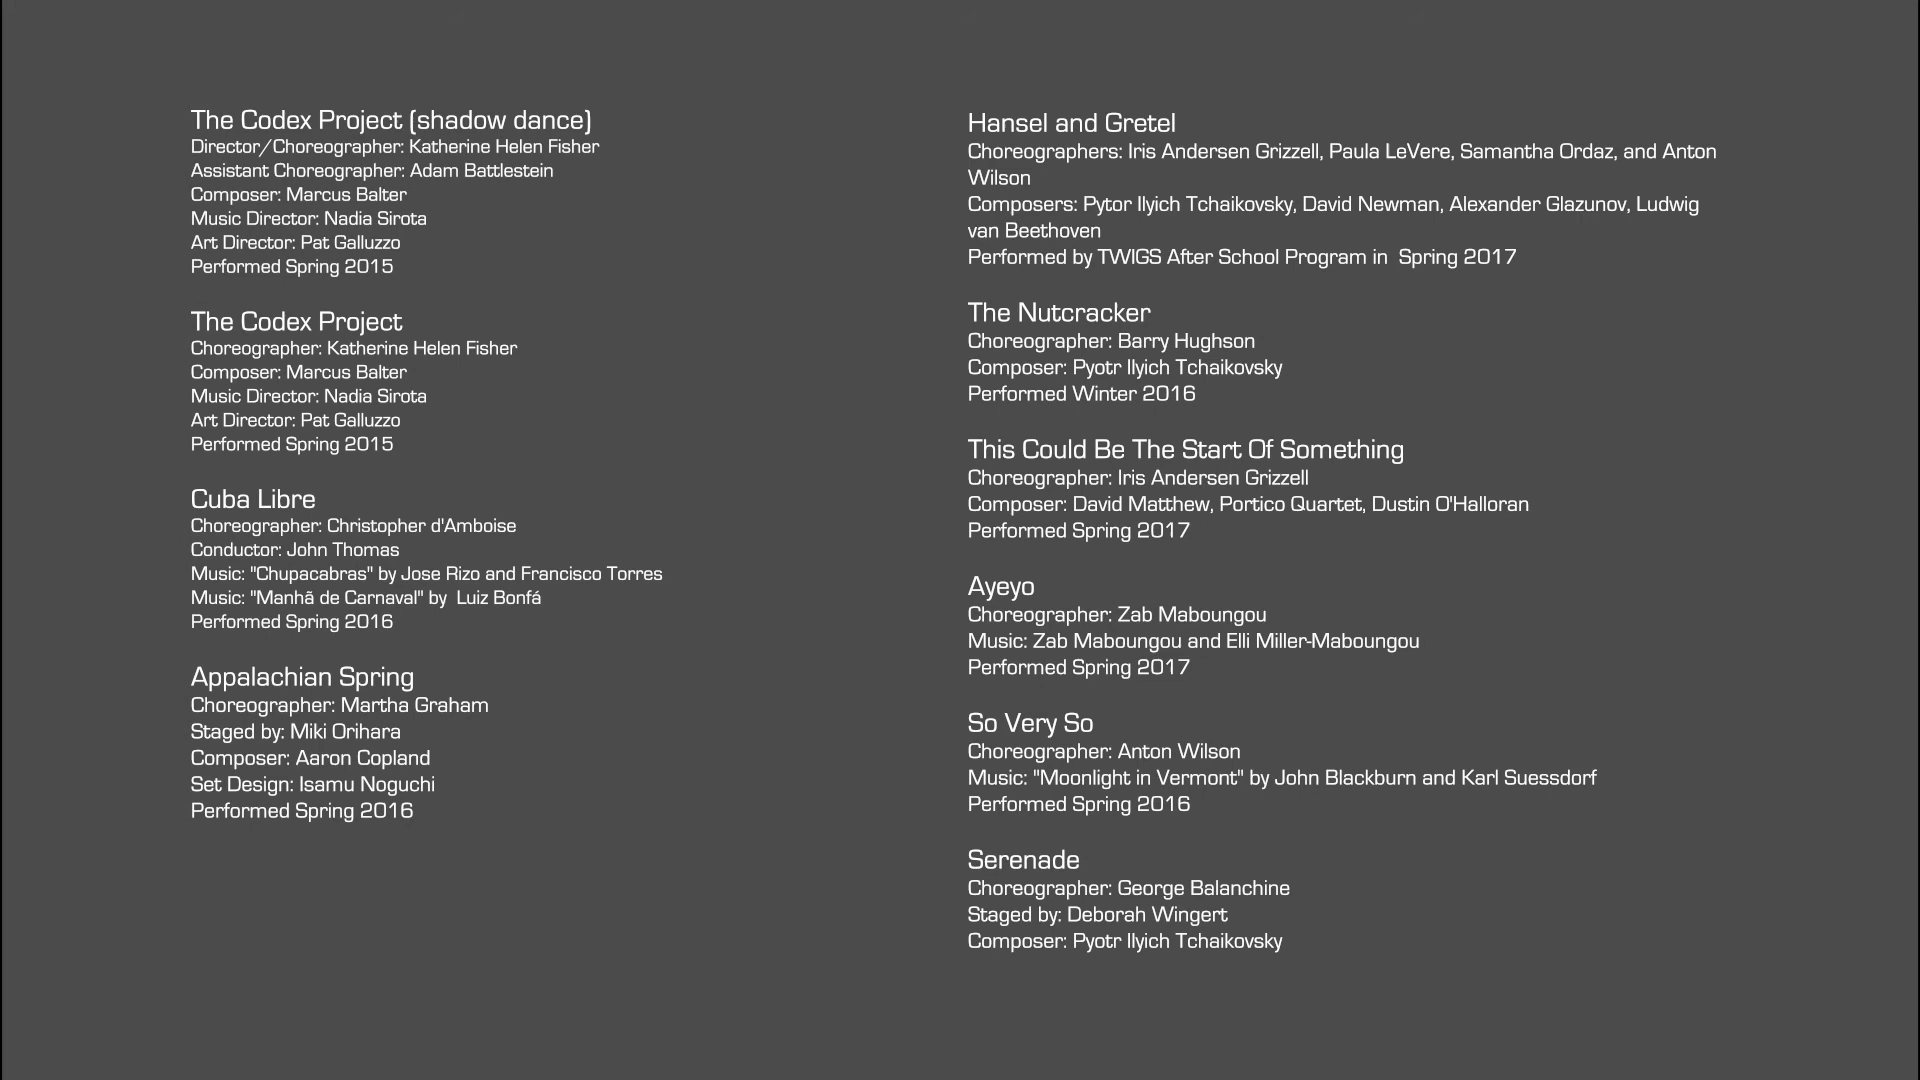 The Codex Project (shadow dance)
Director/Choreographer: Katherine Helen Fisher
Assistant Choreographer: Adam Battlestein
Composer: Marcus Balter
Music Director: Nadia Sirota
Art Director: Pat Galluzzo
Performed Spring 2015
The Codex Project
Choreographer: Katherine Helen Fisher
Composer: Marcus Balter
Music Director: Nadia Sirota
Art Director: Pat Galluzzo
Performed Spring 2015
Cuba Libre
Choreographer: Christopher d'Amboise
Conductor: John Thomas
Music: "Chupacabras" by Jose Rizo and Francisco Torres
Music: "Manhã de Carnaval" by  Luiz Bonfá
Performed Spring 2016
Appalachian Spring
Choreographer: Martha Graham
Staged by: Miki Orihara
Composer: Aaron Copland
Set Design: Isamu Noguchi
Performed Spring 2016
Hansel and Gretel
Choreographers: Iris Andersen Grizzell, Paula LeVere, Samantha Ordaz, and Anton
Wilson
Composers: Pytor Ilyich Tchaikovsky, David Newman, Alexander Glazunov, Ludwig
van Beethoven
Performed by TWIGS After School Program in  Spring 2017
The Nutcracker
Choreographer: Barry Hughson
Composer: Pyotr Ilyich Tchaikovsky
Performed Winter 2016
This Could Be The Start Of Something
Choreographer: Iris Andersen Grizzell
Composer: David Matthew, Portico Quartet, Dustin O'Halloran
Performed Spring 2017
Ayeyo
Choreographer: Zab Maboungou
Music: Zab Maboungou and Elli Miller-Maboungou
Performed Spring 2017
So Very So
Choreographer: Anton Wilson
Music: "Moonlight in Vermont" by John Blackburn and Karl Suessdorf
Performed Spring 2016
Serenade
Choreographer: George Balanchine
Staged by: Deborah Wingert
Composer: Pyotr Ilyich Tchaikovsky